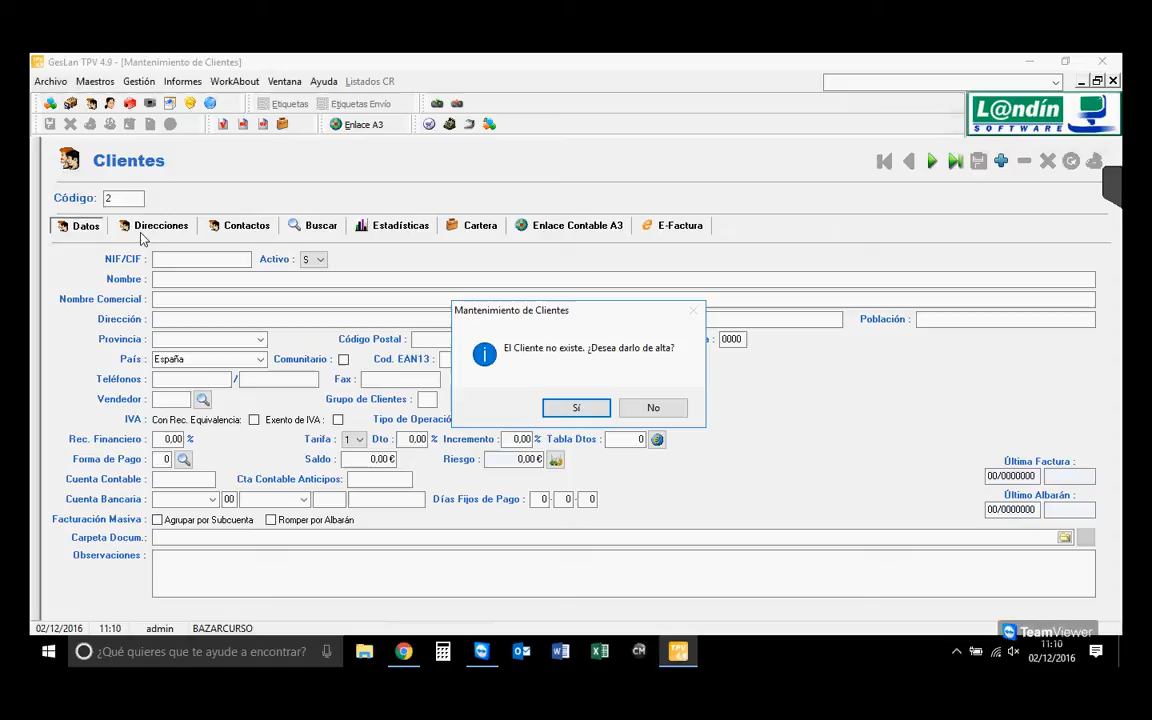 GesLan TPV 4.9 - [Mantenimiento de Clientes]
Archivo Maestros Gestión Informes WorkAbout Ventana Ayuda Listados CR
Etiquetas Etiquetas Envío
Enlace A3
L@ndín
SOFTWARE
Clientes
Código: 2
Datos Direcciones Contactos Buscar Estadísticas Cartera Enlace Contable A3 E-Factura
NIF/CIF : Activo : S
Nombre :
Nombre Comercial :
Dirección : Población :
Provincia : Código Postal : 0000
País : España Comunitario : Cod. EAN13 :
Teléfonos : / Fax :
Vendedor : Grupo de Clientes :
IVA : Con Rec. Equivalencia: Exento de IVA : Tipo de Operació
Rec. Financiero : 0,00 % Tarifa : 1 Dto : 0,00 % Incremento : 0,00 % Tabla Dtos : 0
Forma de Pago : 0 Saldo : 0,00 € Riesgo : 0,00 €
Cuenta Contable : Cta Contable Anticipos:
Cuenta Bancaria : 00 Días Fijos de Pago : 0 - 0 - 0
Última Factura :
00/0000000
Último Albarán :
00/0000000
Facturación Masiva : Agrupar por Subcuenta Romper por Albarán
Carpeta Docum.:
Observaciones :
Mantenimiento de Clientes
El Cliente no existe. ¿Desea darlo de alta?
Sí No
02/12/2016 11:10 admin BAZARCURSO
TeamViewer
¿Qué quieres que te ayude a encontrar?
TPV
4.9
11:10
02/12/2016